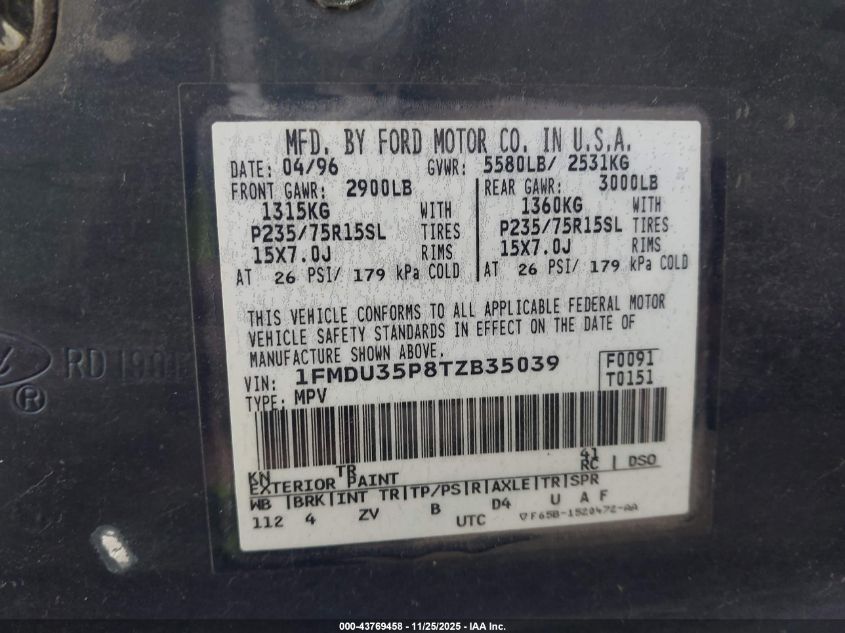 MFD. BY FORD MOTOR CO. IN U.S.A.
DATE: 04/96 GVWR: 5580LB/ 2531KG
FRONT GAWR: 2900LB REAR GAWR: 3000LB
1315KG WITH 1360KG WITH
P235/75R15SL TIRES P235/75R15SL TIRES
15X7.0J RIMS 15X7.0J RIMS
AT 26 PSI/ 179 kPa COLD AT 26 PSI/ 179 kPa COLD
THIS VEHICLE CONFORMS TO ALL APPLICABLE FEDERAL MOTOR
VEHICLE SAFETY STANDARDS IN EFFECT ON THE DATE OF
MANUFACTURE SHOWN ABOVE.
VIN: 1FMDU35P8TZB35039 F0091
TYPE: MPV T0151
KN TR 41
EXTERIOR PAINT RC | DSO
WB |BRK|INT TR|TP/PS|R|AXLE|TR|SPR
112 4 ZV B D4 U A F
UTC ▽F65B-1520472-AA
RD
®
000-43769458 - 11/25/2025 - IAA Inc.